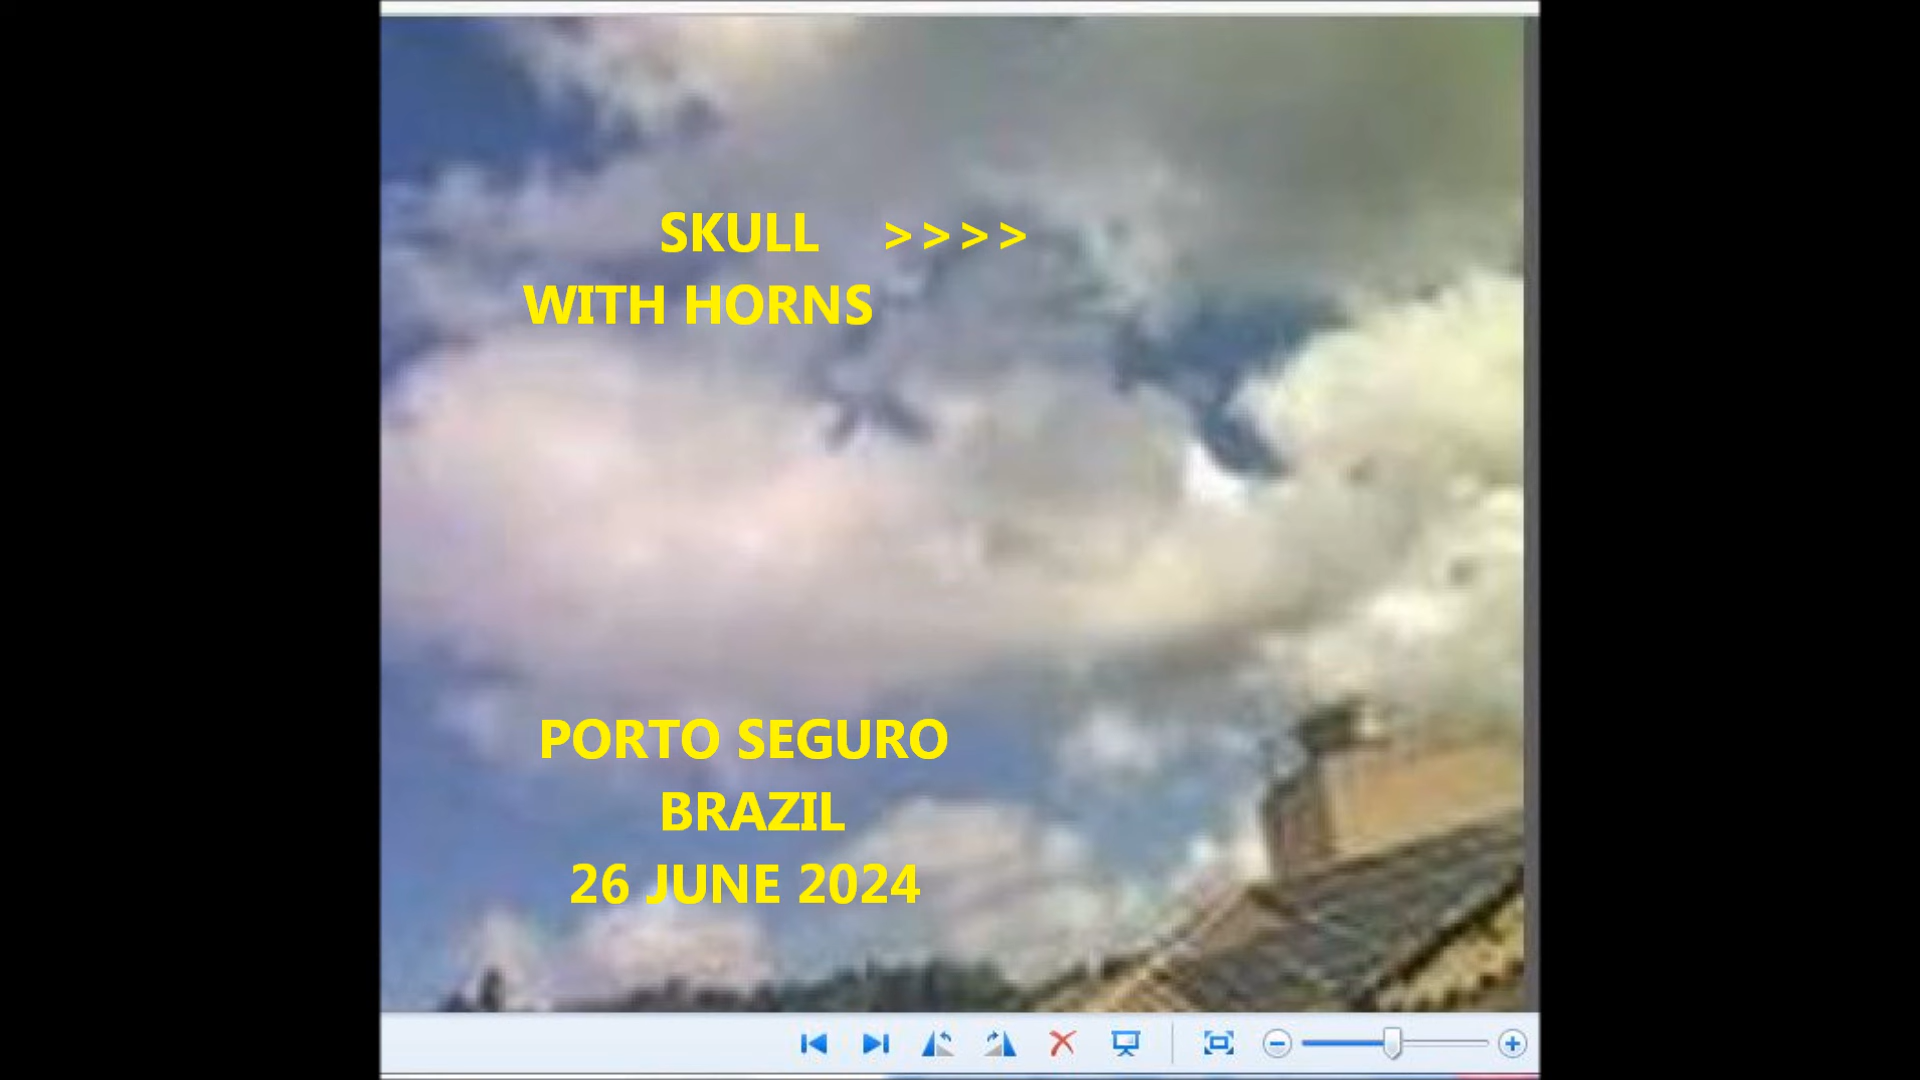 SKULL >>>>
WITH HORNS
PORTO SEGURO
BRAZIL
26 JUNE 2024